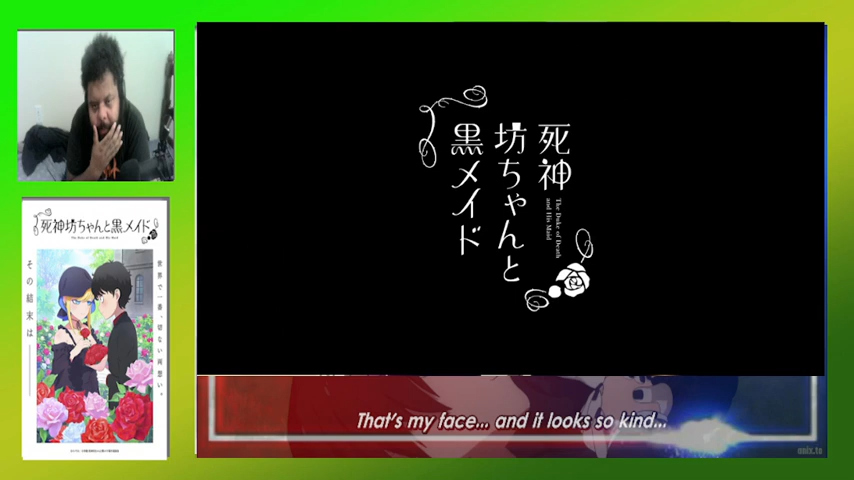 死神
坊ちゃんと
黒メイド
The Duke of Death
and His Maid
死神坊ちゃんと黒メイド
The Duke of Death and His Maid
世界で一番、切ない両想い。
その結末は
That's my face... and it looks so kind...
anix.to